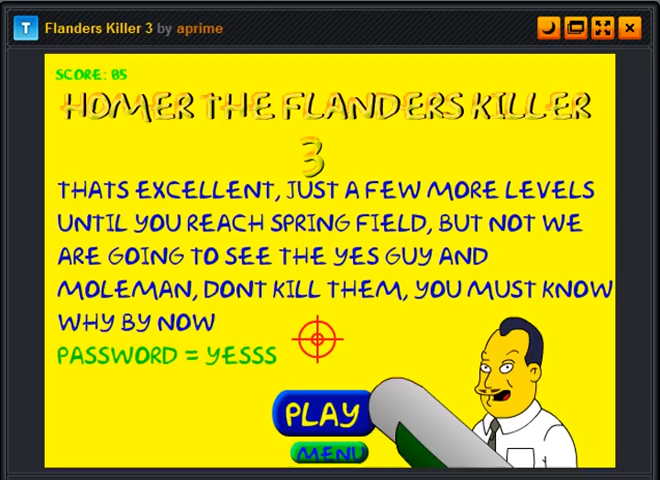 T Flanders Killer 3 by aprime
SCORE: 85
HOMER THE FLANDERS KILLER
3
THATS EXCELLENT, JUST A FEW MORE LEVELS
UNTIL YOU REACH SPRING FIELD, BUT NOT WE
ARE GOING TO SEE THE YES GUY AND
MOLEMAN, DONT KILL THEM, YOU MUST KNOW
WHY BY NOW
PASSWORD = YESSS
PLAY
MENU